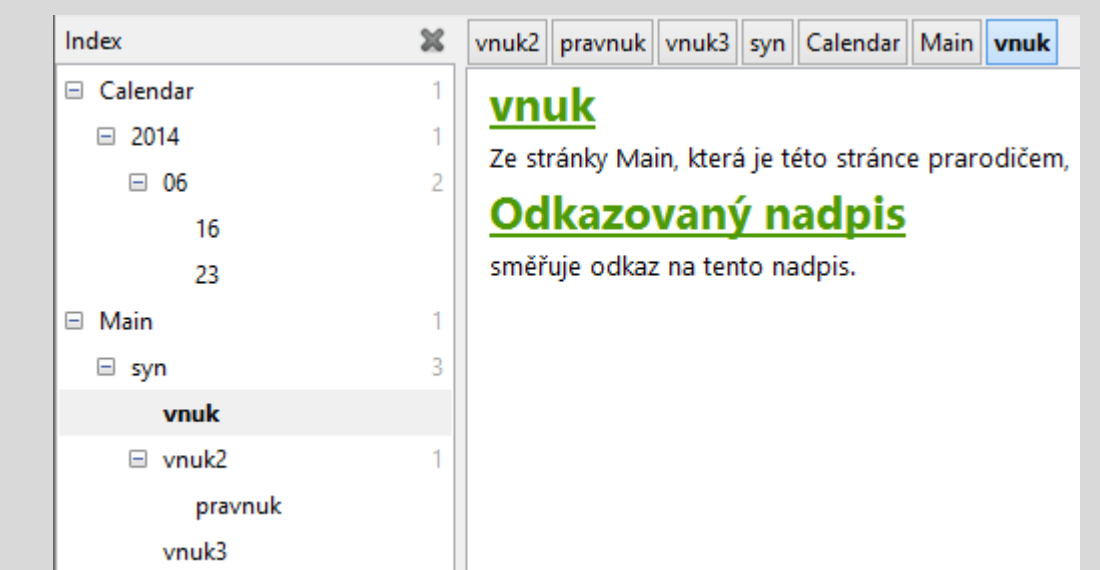 Index
Calendar 1
2014 1
06 2
16
23
Main 1
syn 3
vnuk
vnuk2 1
pravnuk
vnuk3
vnuk2 pravnuk vnuk3 syn Calendar Main vnuk
vnuk
Ze stránky Main, která je této stránce prarodičem,
Odkazovaný nadpis
směřuje odkaz na tento nadpis.